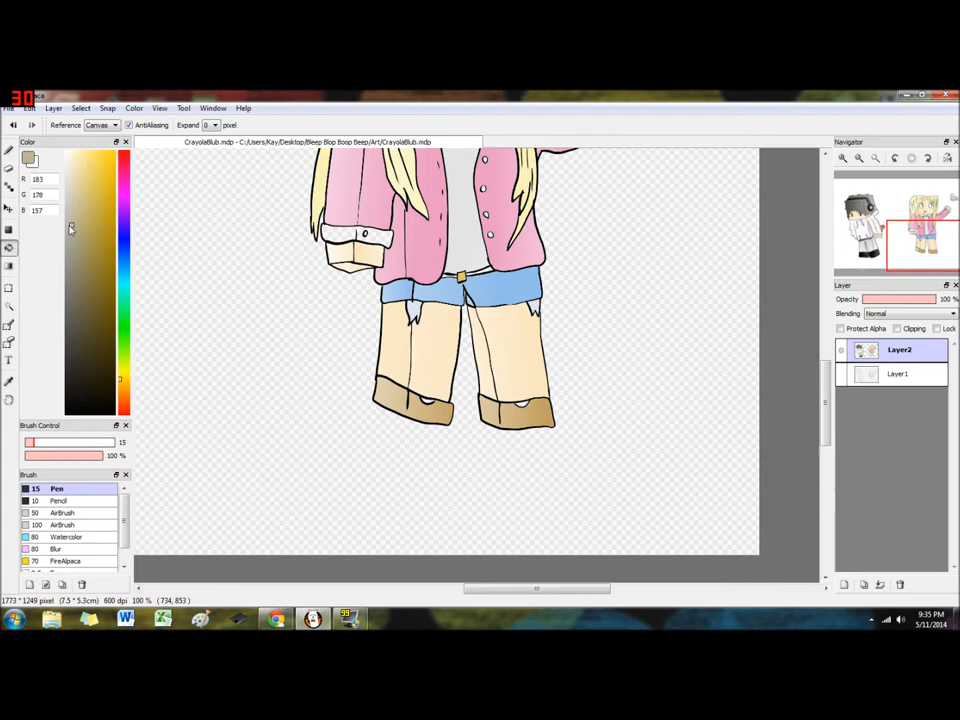 30
aca
File Edit Layer Select Snap Color View Tool Window Help
Reference Canvas AntiAliasing Expand 0 pixel
Color
CrayolaBlub.mdp - C:/Users/Kay/Desktop/Bleep Blop Boop Beep/Art/CrayolaBlub.mdp
Navigator
R 183
G 178
B 157
Layer
Opacity 100 %
Blending Normal
Protect Alpha Clipping Lock
Layer2
Layer1
Brush Control
15
100 %
Brush
15 Pen
10 Pencil
50 AirBrush
100 AirBrush
80 Watercolor
80 Blur
70 FireAlpaca
1773 * 1249 pixel (7.5 * 5.3cm) 600 dpi 100 % (734, 853)
99
9:35 PM
5/11/2014